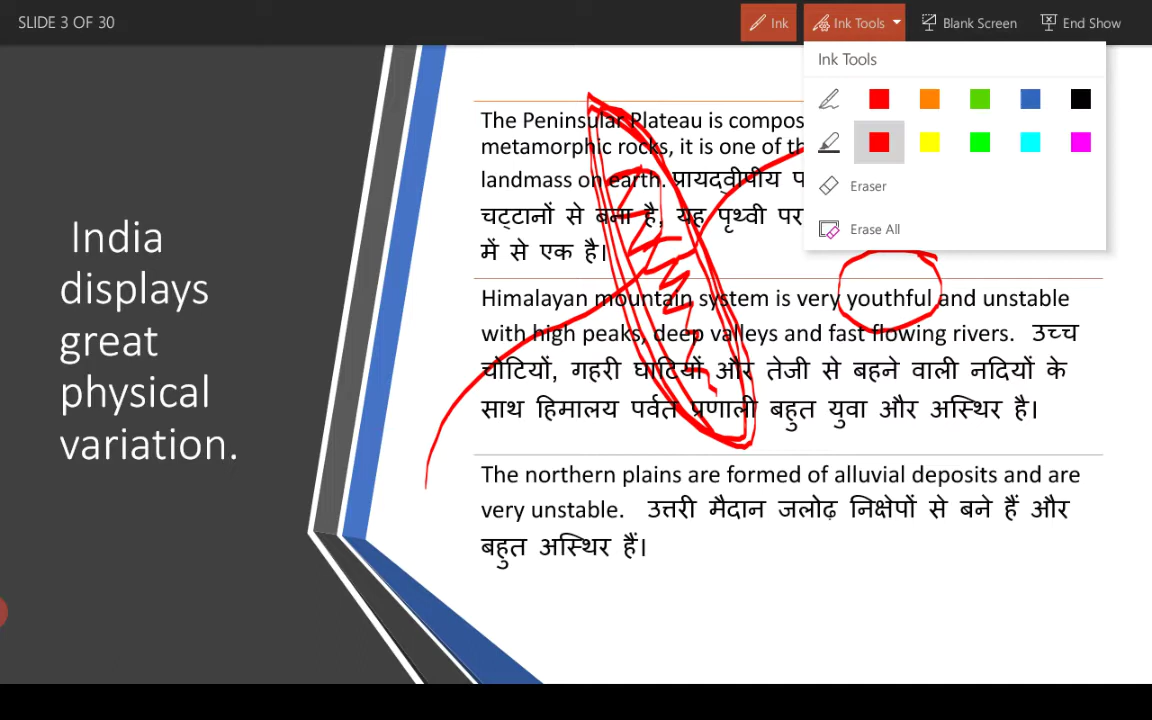 SLIDE 3 OF 30
Ink
Ink Tools
Blank Screen
End Show
Ink Tools
Eraser
Erase All
India
displays
great
physical
variation.
The Peninsular Plateau is compos
metamorphic rocks, it is one of th
landmass on earth. प्रायद्वीपीय प
चट्टानों से बना है, यह पृथ्वी पर
में से एक है।
Himalayan mountain system is very youthful and unstable
with high peaks, deep valleys and fast flowing rivers. उच्च
चोटियों, गहरी घाटियों और तेजी से बहने वाली नदियों के
साथ हिमालय पर्वत प्रणाली बहुत युवा और अस्थिर है।
The northern plains are formed of alluvial deposits and are
very unstable. उत्तरी मैदान जलोढ़ निक्षेपों से बने हैं और
बहुत अस्थिर हैं।